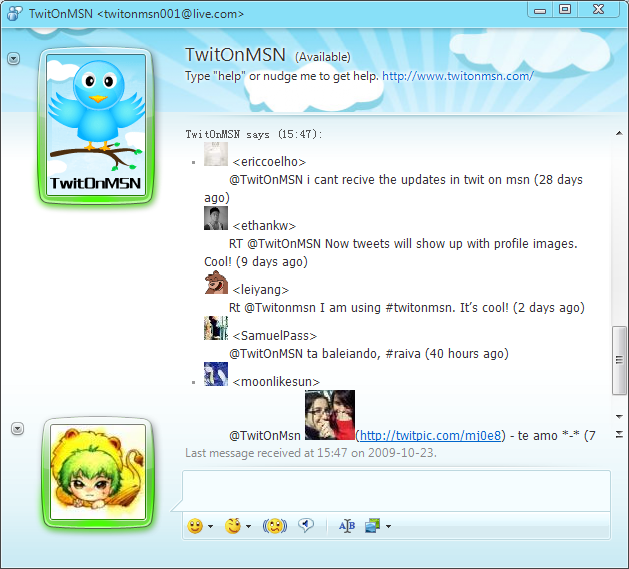 TwitOnMSN <twitonmsn001@live.com>
TwitOnMSN (Available)
Type "help" or nudge me to get help. http://www.twitonmsn.com/
TwitOnMSN
TwitOnMSN says (15:47):
<ericcoelho>
@TwitOnMSN i cant recive the updates in twit on msn (28 days
ago)
<ethankw>
RT @TwitOnMSN Now tweets will show up with profile images.
Cool! (9 days ago)
<leiyang>
Rt @Twitonmsn I am using #twitonmsn. It's cool! (2 days ago)
<SamuelPass>
@TwitOnMSN ta baleiando, #raiva (40 hours ago)
<moonlikesun>
@TwitOnMsn (http://twitpic.com/mj0e8) - te amo *-* (7
Last message received at 15:47 on 2009-10-23.